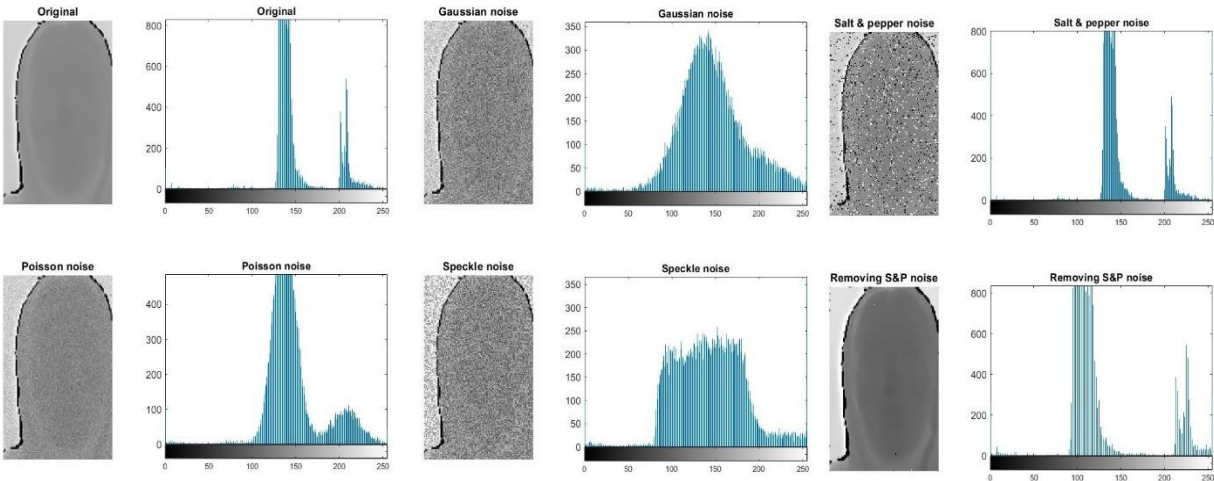 Original
Original
800
600
400
200
0
0 50 100 150 200 250
Gaussian noise
Gaussian noise
350
300
250
200
150
100
50
0
0 50 100 150 200 250
Salt & pepper noise
Salt & pepper noise
800
600
400
200
0
0 50 100 150 200 250
Poisson noise
Poisson noise
400
300
200
100
0
0 50 100 150 200 250
Speckle noise
Speckle noise
350
300
250
200
150
100
50
0
0 50 100 150 200 250
Removing S&P noise
Removing S&P noise
800
600
400
200
0
0 50 100 150 200 250